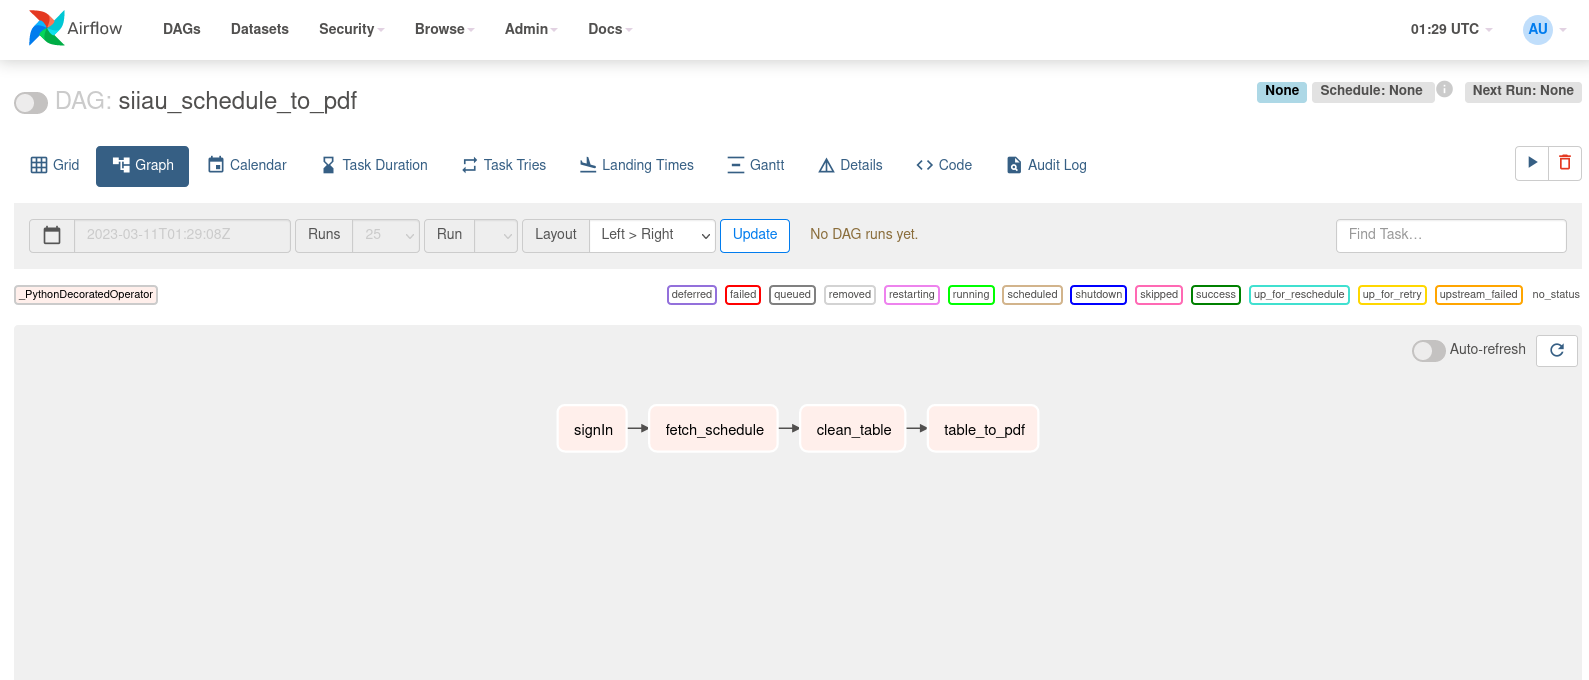 Airflow DAGs Datasets Security Browse Admin Docs 01:29 UTC AU
DAG: siiau_schedule_to_pdf None Schedule: None i Next Run: None
Grid Graph Calendar Task Duration Task Tries Landing Times Gantt Details Code Audit Log
2023-03-11T01:29:08Z Runs 25 Run Layout Left > Right Update No DAG runs yet. Find Task...
_PythonDecoratedOperator deferred failed queued removed restarting running scheduled shutdown skipped success up_for_reschedule up_for_retry upstream_failed no_status
Auto-refresh
signIn fetch_schedule clean_table table_to_pdf